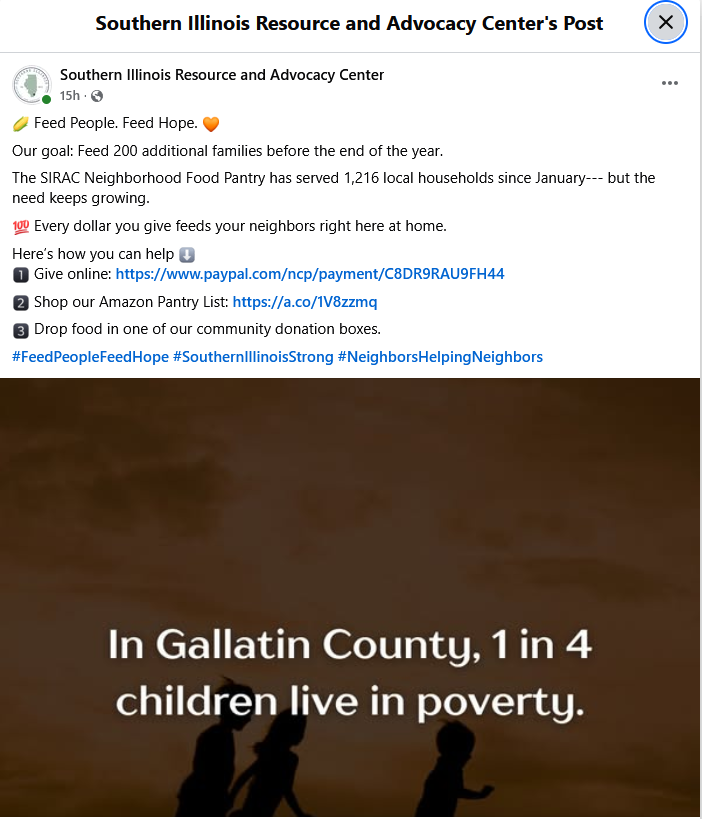 Southern Illinois Resource and Advocacy Center's Post
Southern Illinois Resource and Advocacy Center
15h ·
🌽 Feed People. Feed Hope. 🧡
Our goal: Feed 200 additional families before the end of the year.
The SIRAC Neighborhood Food Pantry has served 1,216 local households since January--- but the
need keeps growing.
💯 Every dollar you give feeds your neighbors right here at home.
Here’s how you can help ⬇️
1️⃣ Give online: https://www.paypal.com/ncp/payment/C8DR9RAU9FH44
2️⃣ Shop our Amazon Pantry List: https://a.co/1V8zzmq
3️⃣ Drop food in one of our community donation boxes.
#FeedPeopleFeedHope #SouthernIllinoisStrong #NeighborsHelpingNeighbors
In Gallatin County, 1 in 4
children live in poverty.